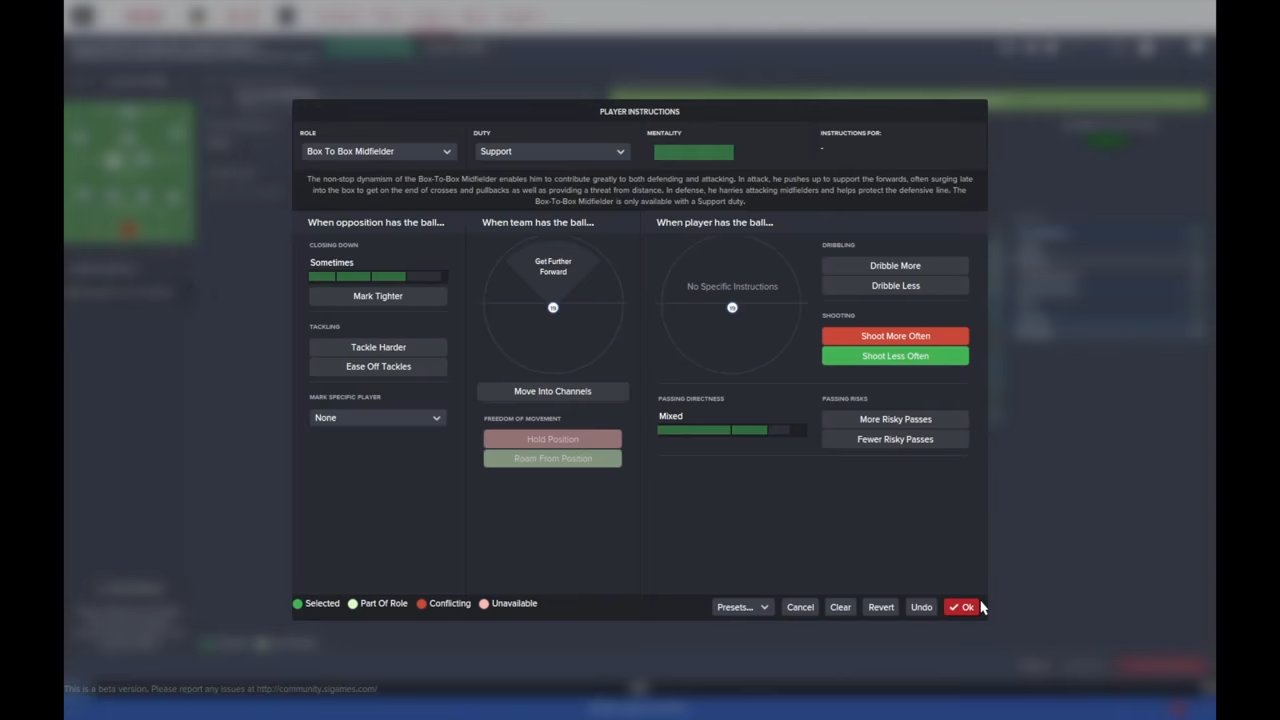 PLAYER INSTRUCTIONS
ROLE
DUTY
MENTALITY
INSTRUCTIONS FOR:
Box To Box Midfielder
Support
-
The non-stop dynamism of the Box-To-Box Midfielder enables him to contribute greatly to both defending and attacking. In attack, he pushes up to support the forwards, often surging late
into the box to get on the end of crosses and pullbacks as well as providing a threat from distance. In defense, he harries attacking midfielders and helps protect the defensive line. The
Box-To-Box Midfielder is only available with a Support duty.
When opposition has the ball...
CLOSING DOWN
Sometimes
Mark Tighter
TACKLING
Tackle Harder
Ease Off Tackles
MARK SPECIFIC PLAYER
None
When team has the ball...
Get Further
Forward
Move Into Channels
FREEDOM OF MOVEMENT
Hold Position
Roam From Position
When player has the ball...
No Specific Instructions
PASSING DIRECTNESS
Mixed
DRIBBLING
Dribble More
Dribble Less
SHOOTING
Shoot More Often
Shoot Less Often
PASSING RISKS
More Risky Passes
Fewer Risky Passes
Selected
Part Of Role
Conflicting
Unavailable
Presets...
Cancel
Clear
Revert
Undo
Ok
This is a beta version. Please report any issues at http://community.sigames.com/